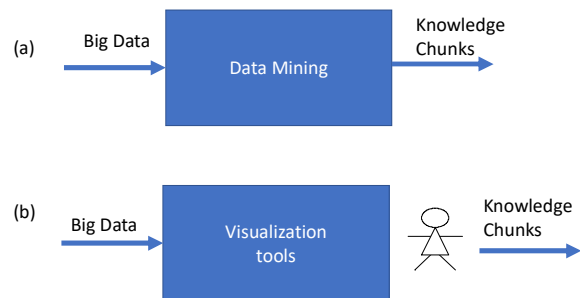 (a)
Big Data
Data Mining
Knowledge
Chunks
(b)
Big Data
Visualization
tools
Knowledge
Chunks